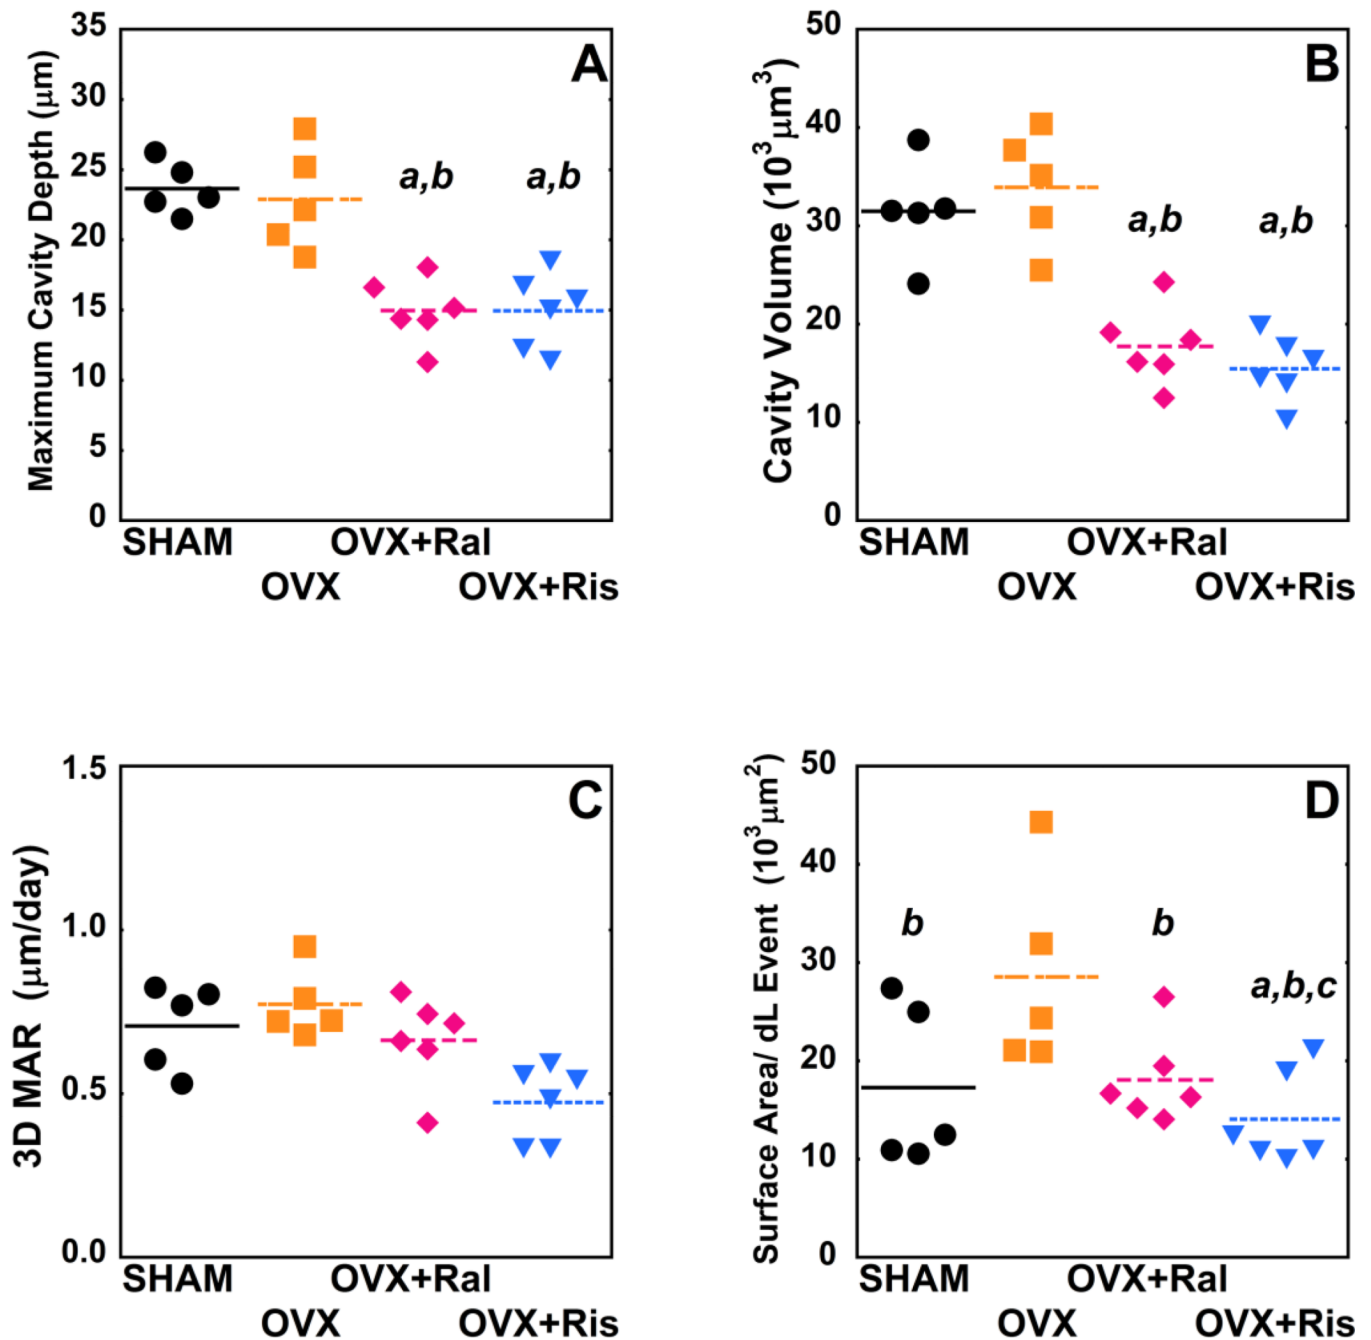 A
Maximum Cavity Depth (μm)
35
30
25
20
15
10
5
0
a,b
a,b
SHAM
OVX+Ral
OVX
OVX+Ris
B
Cavity Volume (10³μm³)
50
40
30
20
10
0
a,b
a,b
SHAM
OVX+Ral
OVX
OVX+Ris
C
3D MAR (μm/day)
1.5
1.0
0.5
0.0
SHAM
OVX+Ral
OVX
OVX+Ris
D
Surface Area/ dL Event (10³μm²)
50
40
30
20
10
0
b
b
a,b,c
SHAM
OVX+Ral
OVX
OVX+Ris